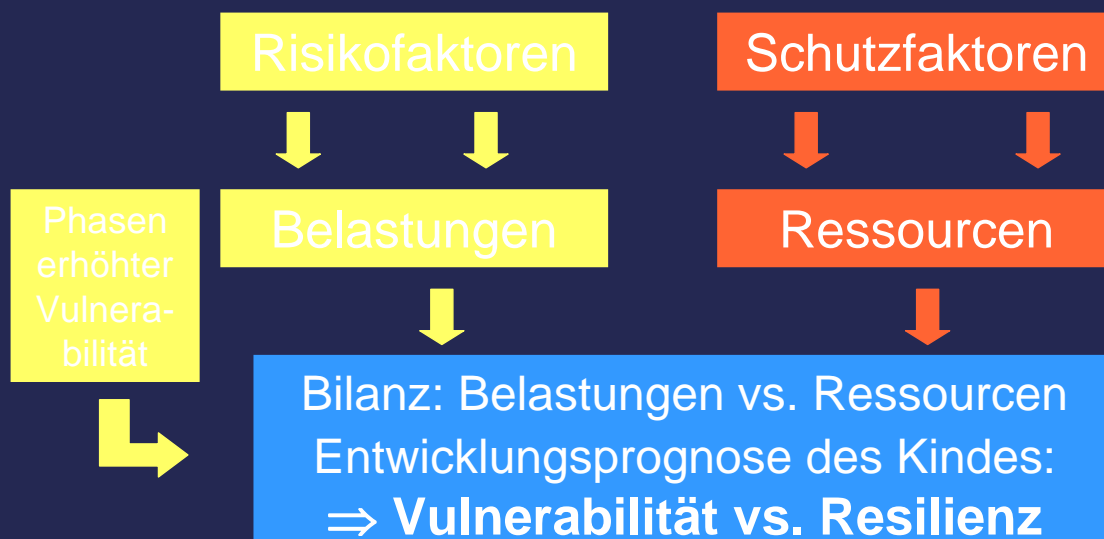 Risikofaktoren
Schutzfaktoren
Phasen
erhöhter
Vulnera-
bilität
Belastungen
Ressourcen
Bilanz: Belastungen vs. Ressourcen
Entwicklungsprognose des Kindes:
⇒ Vulnerabilität vs. Resilienz